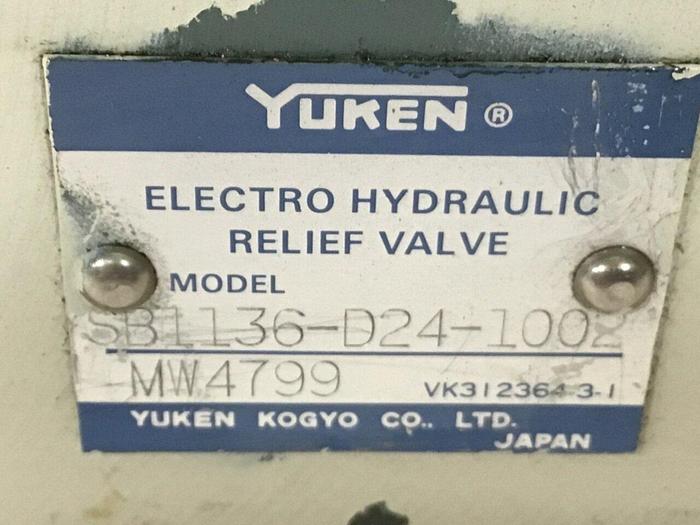 YUKEN ®
ELECTRO HYDRAULIC
RELIEF VALVE
MODEL
SB1136-D24-1002
MW4799 VK312364-3-1
YUKEN KOGYO CO., LTD.
JAPAN